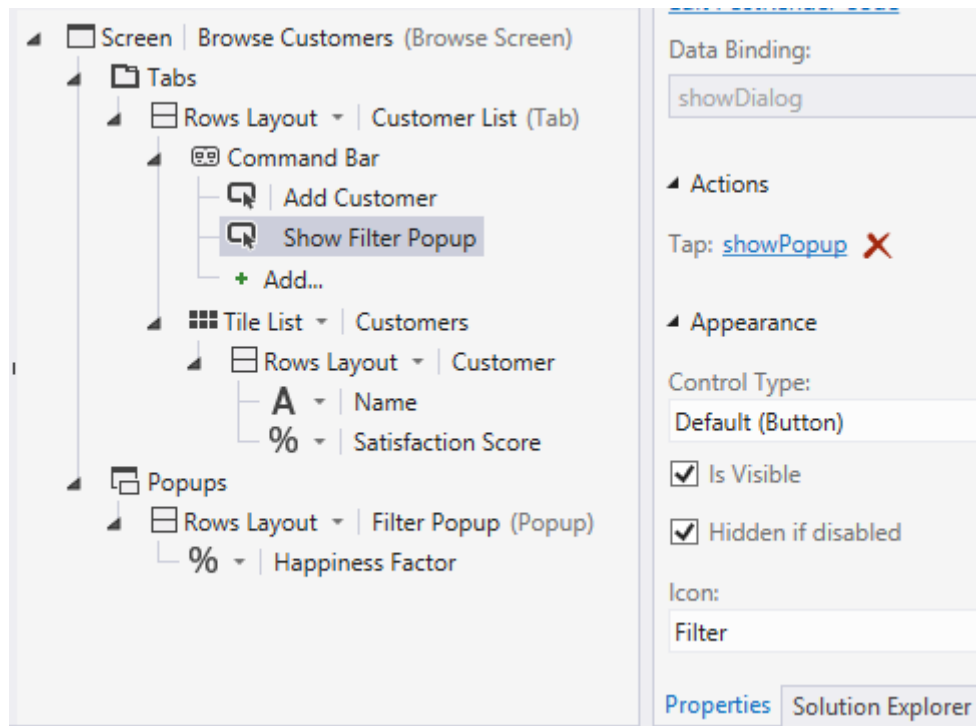 Screen | Browse Customers (Browse Screen)
Tabs
Rows Layout | Customer List (Tab)
Command Bar
Add Customer
Show Filter Popup
+ Add...
Tile List | Customers
Rows Layout | Customer
A | Name
% | Satisfaction Score
Popups
Rows Layout | Filter Popup (Popup)
% | Happiness Factor
Edit PostRender Code
Data Binding:
showDialog
Actions
Tap: showPopup
Appearance
Control Type:
Default (Button)
Is Visible
Hidden if disabled
Icon:
Filter
Properties
Solution Explorer